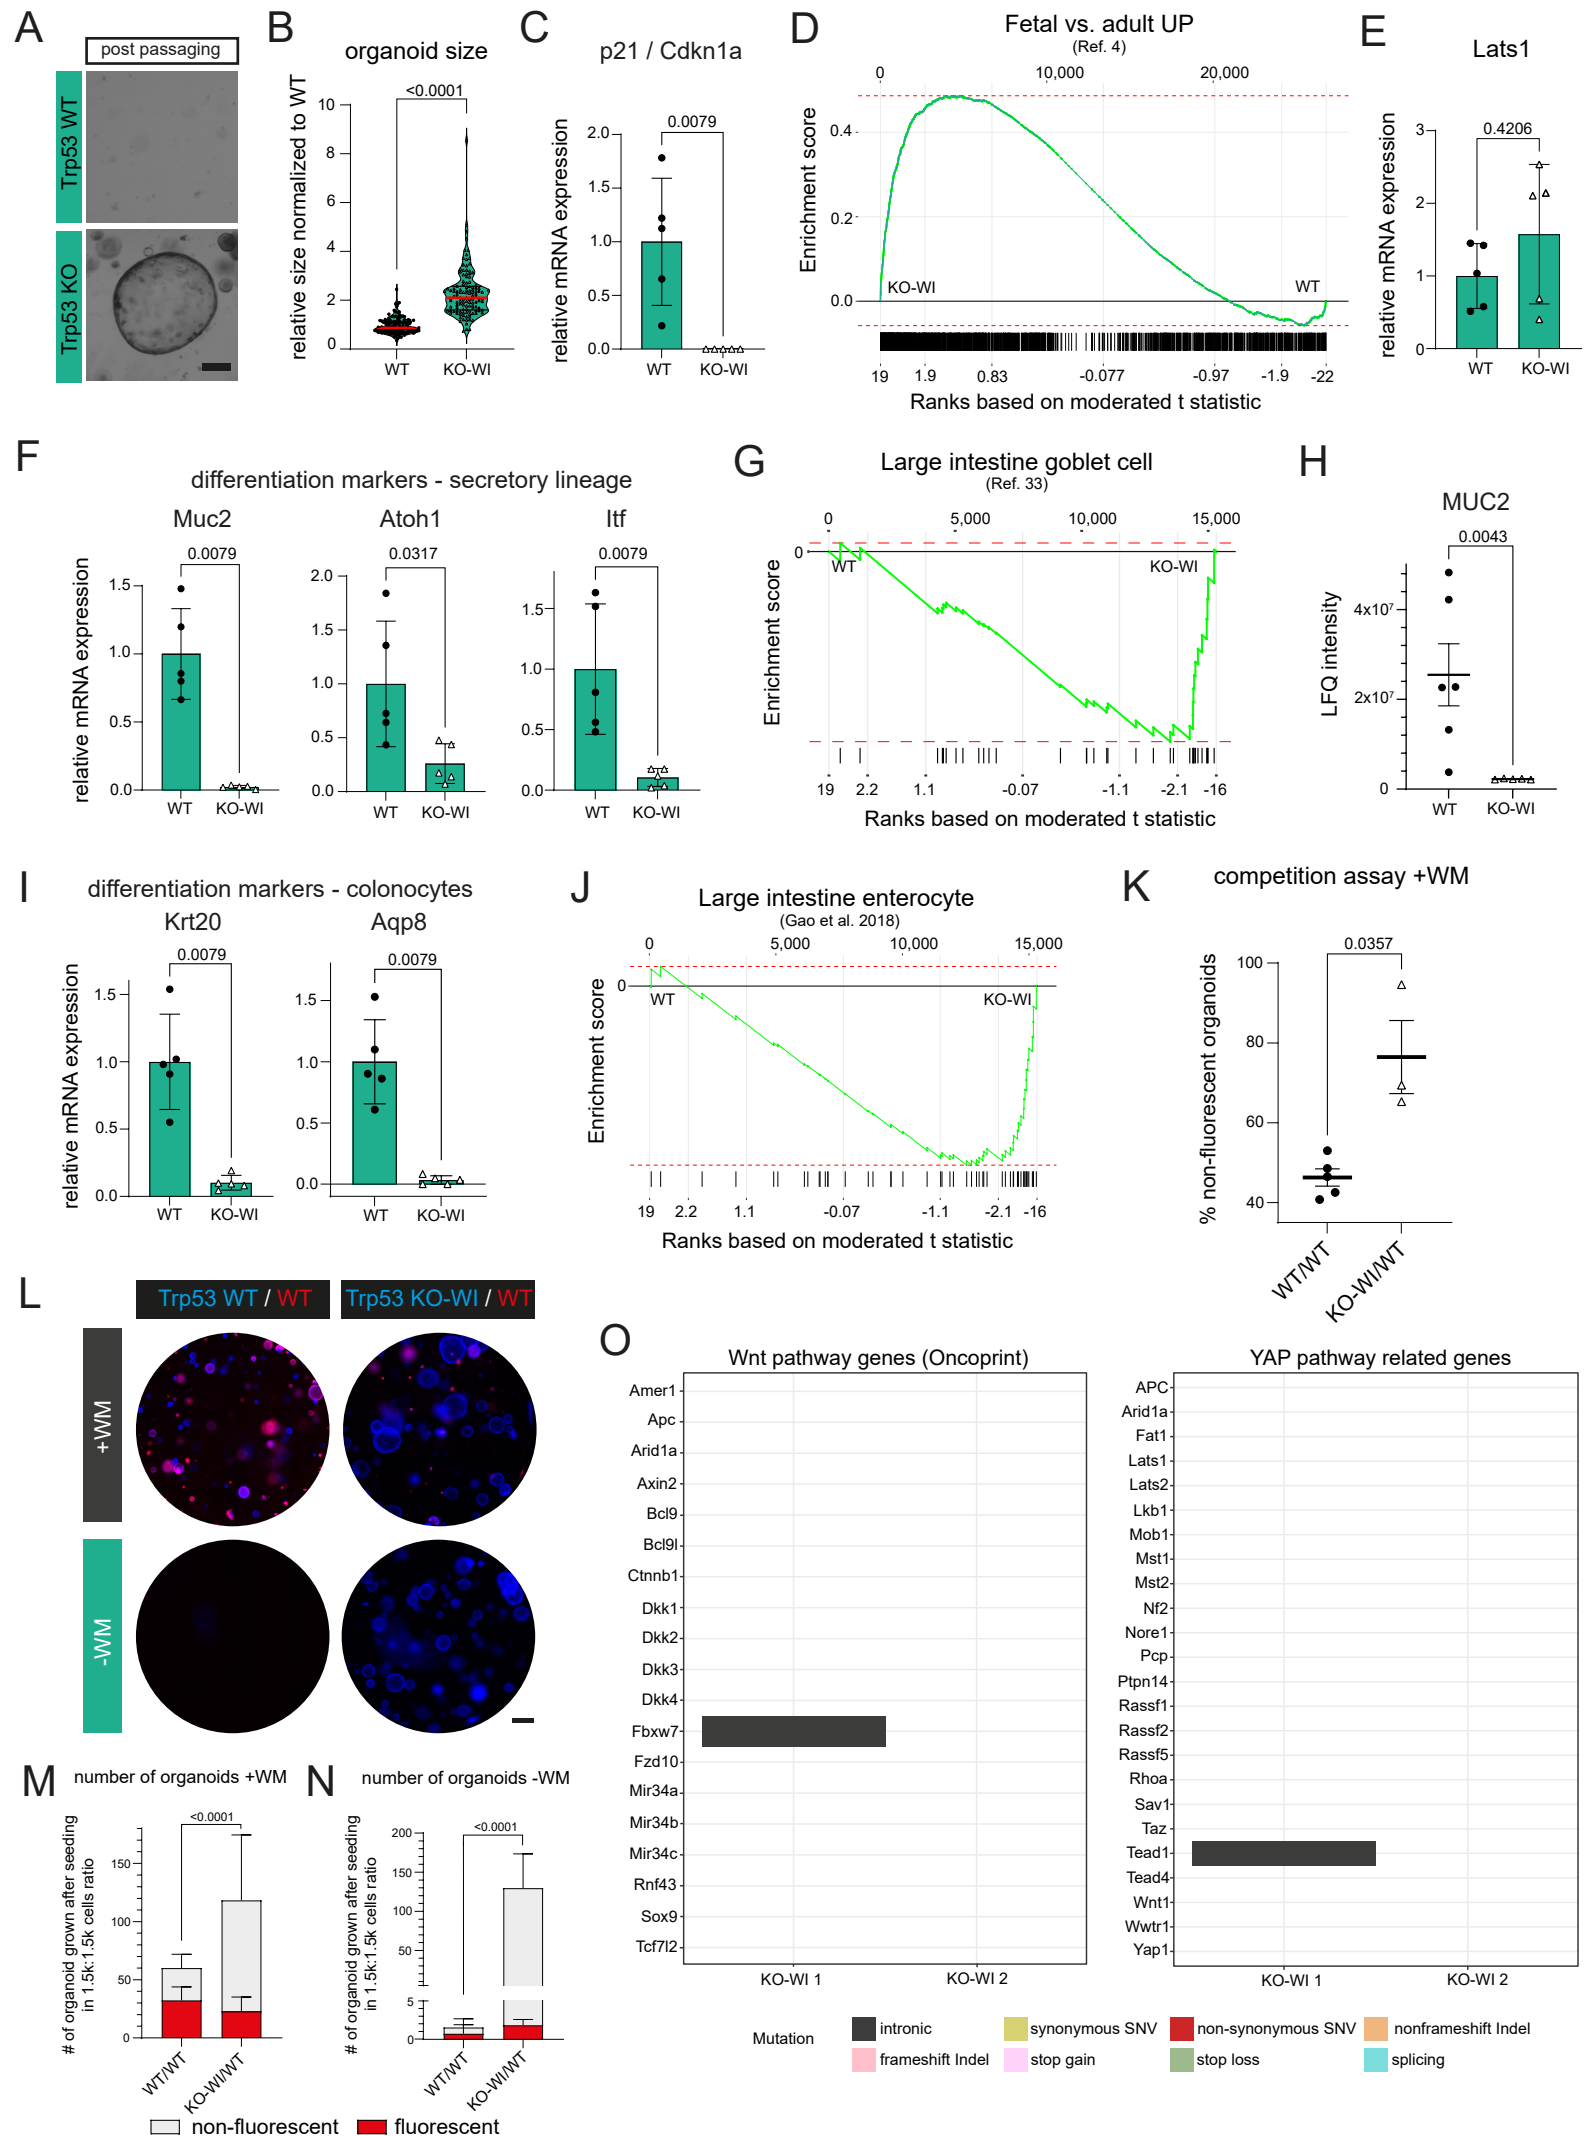 A
post passaging
Trp53 WT
Trp53 KO
B
organoid size
relative size normalized to WT
<0.0001
10
8
6
4
2
0
WT
KO-WI
C
p21 / Cdkn1a
relative mRNA expression
0.0079
2.0
1.5
1.0
0.5
0.0
WT
KO-WI
D
Fetal vs. adult UP
(Ref. 4)
0
10,000
20,000
Enrichment score
0.4
0.2
0.0
KO-WI
WT
19
1.9
0.83
-0.077
-0.97
-1.9
-22
Ranks based on moderated t statistic
E
Lats1
relative mRNA expression
0.4206
3
2
1
0
WT
KO-WI
F
differentiation markers - secretory lineage
Muc2
relative mRNA expression
0.0079
1.5
1.0
0.5
0.0
WT
KO-WI
Atoh1
0.0317
2.0
1.5
1.0
0.5
0.0
WT
KO-WI
Itf
0.0079
1.5
1.0
0.5
0.0
WT
KO-WI
G
Large intestine goblet cell
(Ref. 33)
0
5,000
10,000
15,000
Enrichment score
0
WT
KO-WI
19
2.2
1.1
-0.07
-1.1
-2.1
-16
Ranks based on moderated t statistic
H
MUC2
0.0043
LFQ intensity
4x10⁷
2x10⁷
0
WT
KO-WI
I
differentiation markers - colonocytes
Krt20
relative mRNA expression
0.0079
1.5
1.0
0.5
0.0
WT
KO-WI
Aqp8
0.0079
1.5
1.0
0.5
0.0
WT
KO-WI
J
Large intestine enterocyte
(Gao et al. 2018)
0
5,000
10,000
15,000
Enrichment score
0
WT
KO-WI
19
2.2
1.1
-0.07
-1.1
-2.1
-16
Ranks based on moderated t statistic
K
competition assay +WM
% non-fluorescent organoids
0.0357
100
80
60
40
WT/WT
KO-WI/WT
L
Trp53 WT / WT
Trp53 KO-WI / WT
+WM
-WM
M
number of organoids +WM
# of organoid grown after seeding
in 1.5k:1.5k cells ratio
<0.0001
150
100
50
0
WT/WT
KO-WI/WT
N
number of organoids -WM
# of organoid grown after seeding
in 1.5k:1.5k cells ratio
<0.0001
200
150
100
50
5
0
WT/WT
KO-WI/WT
non-fluorescent
fluorescent
O
Wnt pathway genes (Oncoprint)
Amer1
Apc
Arid1a
Axin2
Bcl9
Bcl9l
Ctnnb1
Dkk1
Dkk2
Dkk3
Dkk4
Fbxw7
Fzd10
Mir34a
Mir34b
Mir34c
Rnf43
Sox9
Tcf7l2
KO-WI 1
KO-WI 2
YAP pathway related genes
APC
Arid1a
Fat1
Lats1
Lats2
Lkb1
Mob1
Mst1
Mst2
Nf2
Nore1
Pcp
Ptpn14
Rassf1
Rassf2
Rassf5
Rhoa
Sav1
Taz
Tead1
Tead4
Wnt1
Wwtr1
Yap1
KO-WI 1
KO-WI 2
Mutation
intronic
synonymous SNV
non-synonymous SNV
nonframeshift Indel
frameshift Indel
stop gain
stop loss
splicing